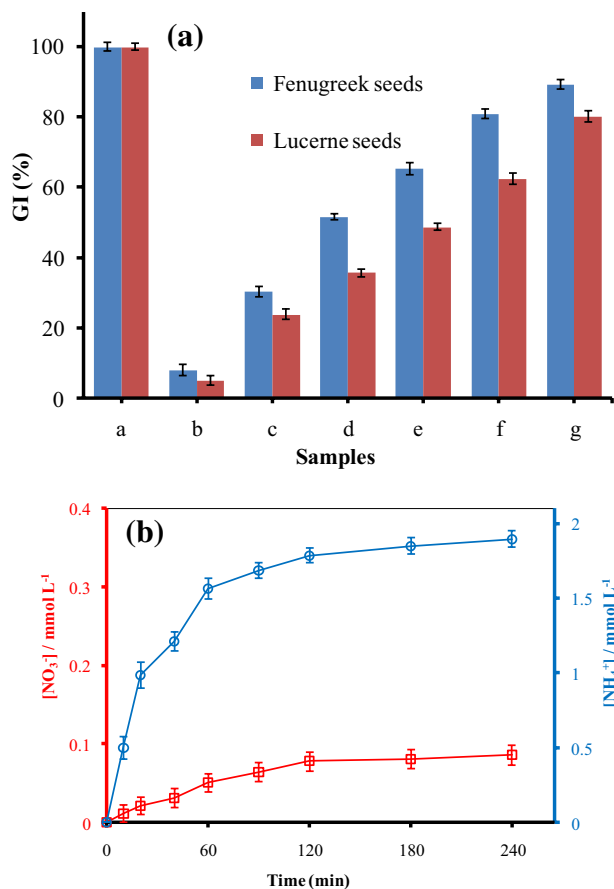 (a)
Fenugreek seeds
Lucerne seeds
GI (%)
100
80
60
40
20
0
a b c d e f g
Samples
(b)
[NO₃⁻] / mmol L⁻¹
0.4
0.3
0.2
0.1
0
[NH₄⁺] / mmol L⁻¹
2
1.5
1
0.5
0
0 60 120 180 240
Time (min)